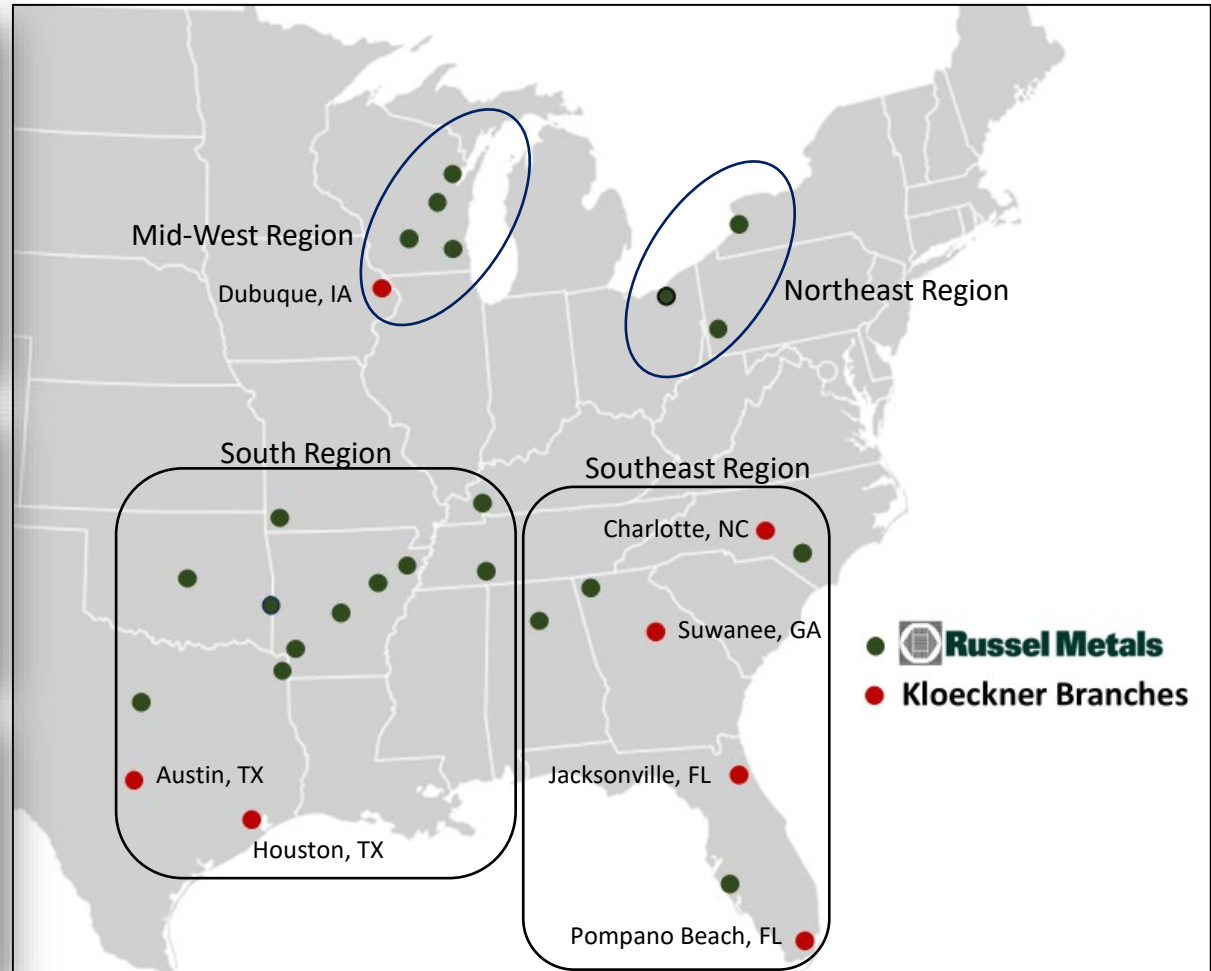 Mid-West Region
Dubuque, IA
Northeast Region
South Region
Southeast Region
Charlotte, NC
Suwanee, GA
Russel Metals
Kloeckner Branches
Austin, TX
Jacksonville, FL
Houston, TX
Pompano Beach, FL